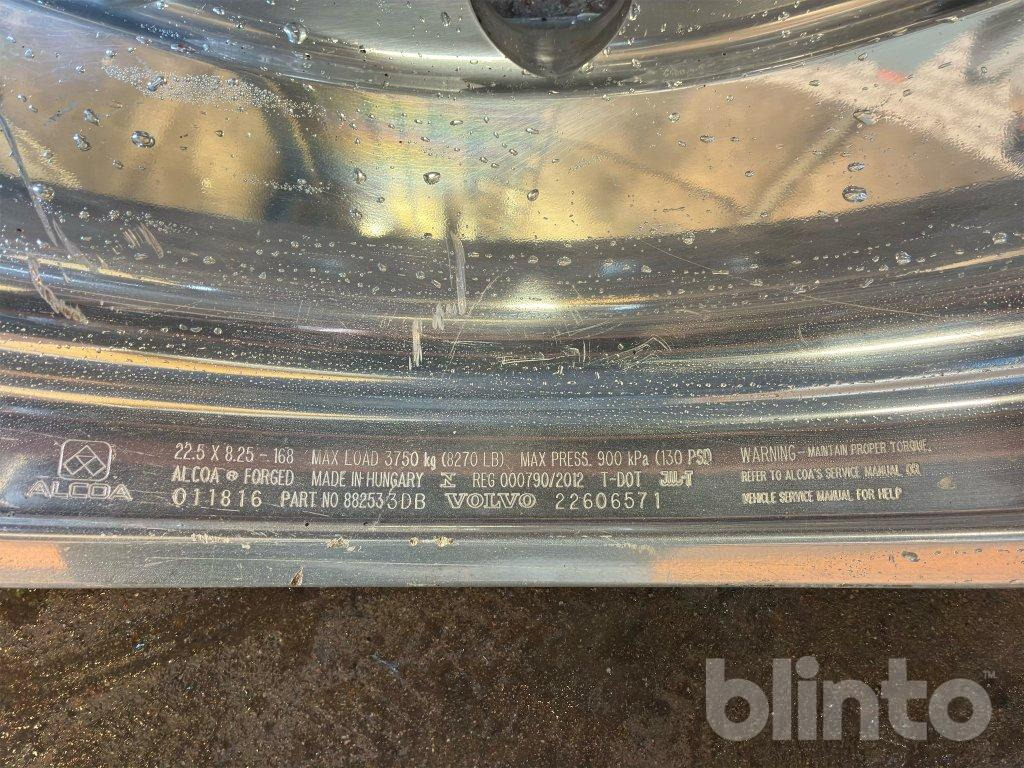 22.5 X 8.25 - 168 MAX LOAD 3750 kg (8270 LB) MAX PRESS. 900 kPa (130 PSI)
ALCOA ® FORGED MADE IN HUNGARY REG 000790/2012 T-DOT
011816 PART NO 882533DB VOLVO 22606571
ALCOA
WARNING - MAINTAIN PROPER TORQUE.
REFER TO ALCOA'S SERVICE MANUAL OR
VEHICLE SERVICE MANUAL FOR HELP
blinto™